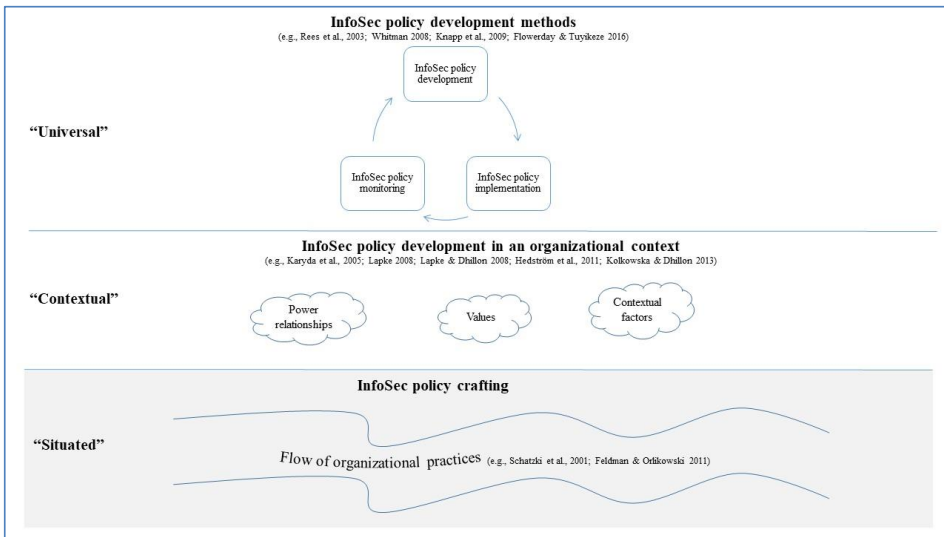 InfoSec policy development methods
(e.g., Rees et al., 2003; Whitman 2008; Knapp et al., 2009; Flowerday & Tuyikeze 2016)
InfoSec policy
development
“Universal”
InfoSec policy
monitoring
InfoSec policy
implementation
InfoSec policy development in an organizational context
(e.g., Karyda et al., 2005; Lapke 2008; Lapke & Dhillon 2008; Hedström et al., 2011; Kolkowska & Dhillon 2013)
“Contextual”
Power
relationships
Values
Contextual
factors
InfoSec policy crafting
“Situated”
Flow of organizational practices (e.g., Schatzki et al., 2001; Feldman & Orlikowski 2011)